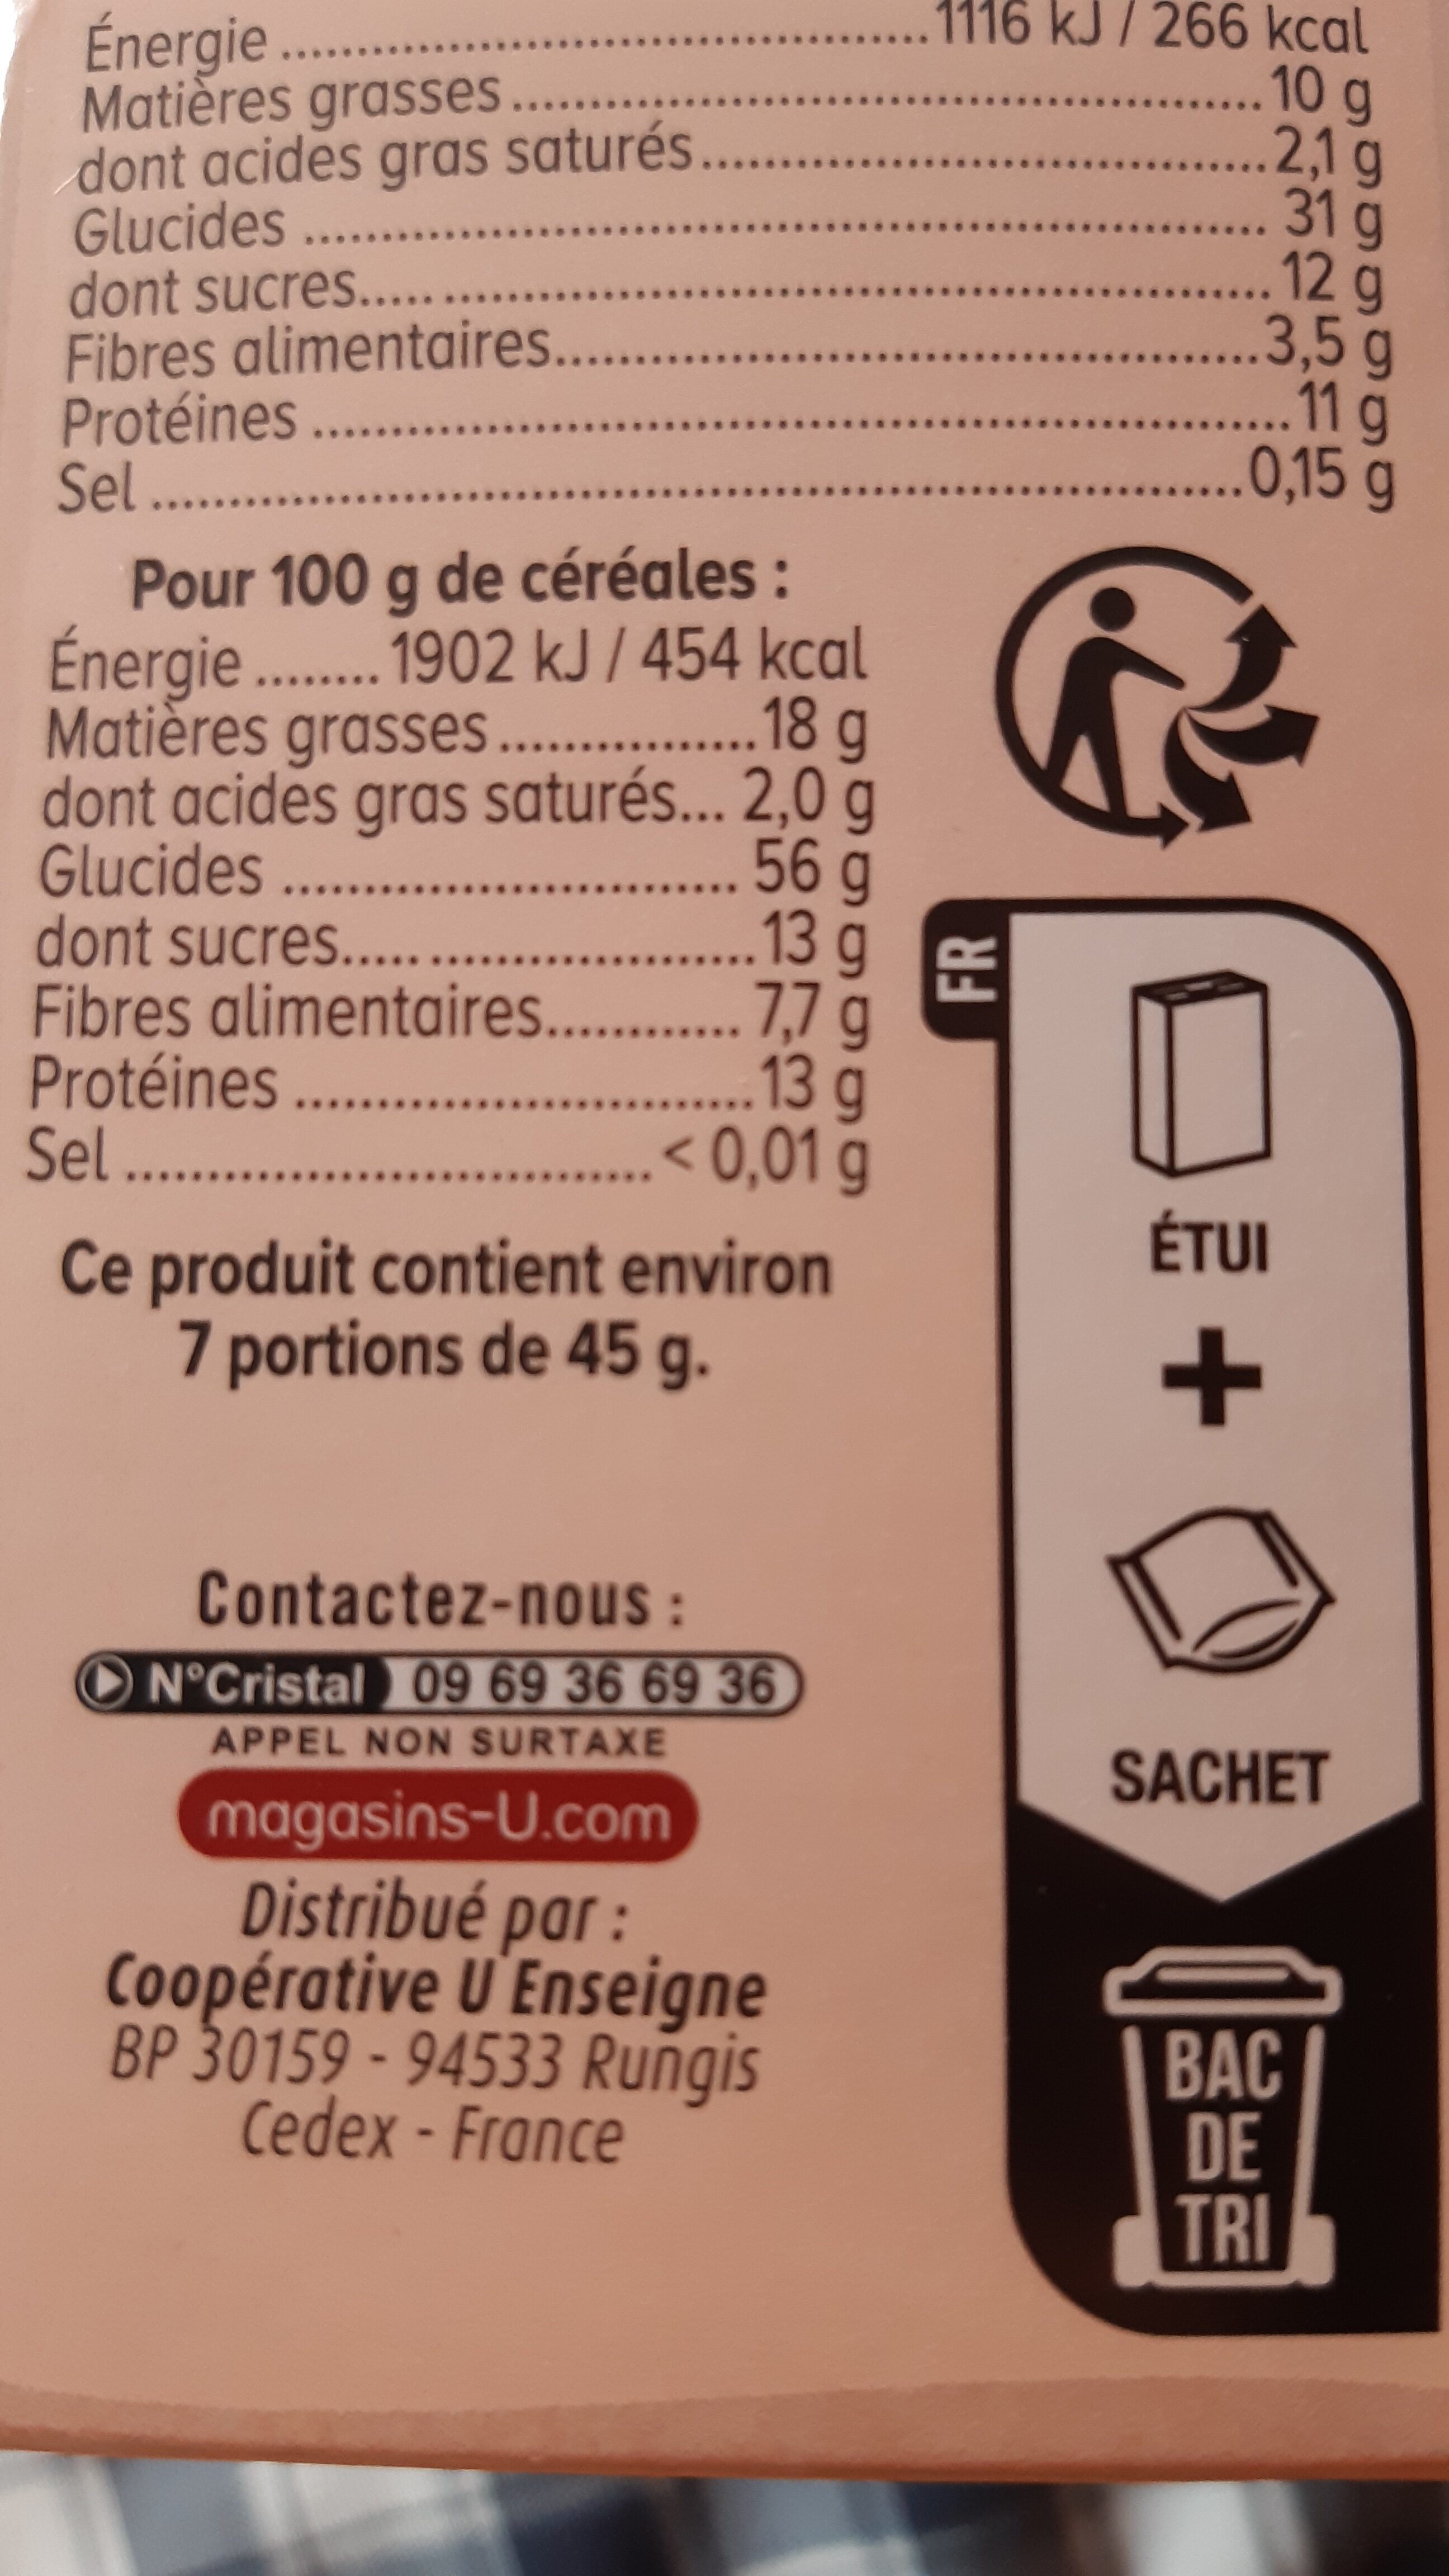 Énergie ........ 1116 kJ / 266 kcal
Matières grasses ........ 10 g
dont acides gras saturés ........ 2,1 g
Glucides ........ 31 g
dont sucres ........ 12 g
Fibres alimentaires ........ 3,5 g
Protéines ........ 11 g
Sel ........ 0,15 g
Pour 100 g de céréales :
Énergie ........ 1902 kJ / 454 kcal
Matières grasses ........ 18 g
dont acides gras saturés... 2,0 g
Glucides ........ 56 g
dont sucres ........ 13 g
Fibres alimentaires ........ 7,7 g
Protéines ........ 13 g
Sel ........ < 0,01 g
Ce produit contient environ
7 portions de 45 g.
Contactez-nous :
N°Cristal 09 69 36 69 36
APPEL NON SURTAXE
magasins-U.com
Distribué par :
Coopérative U Enseigne
BP 30159 - 94533 Rungis
Cedex - France
FR
ÉTUI
+
SACHET
BAC
DE
TRI